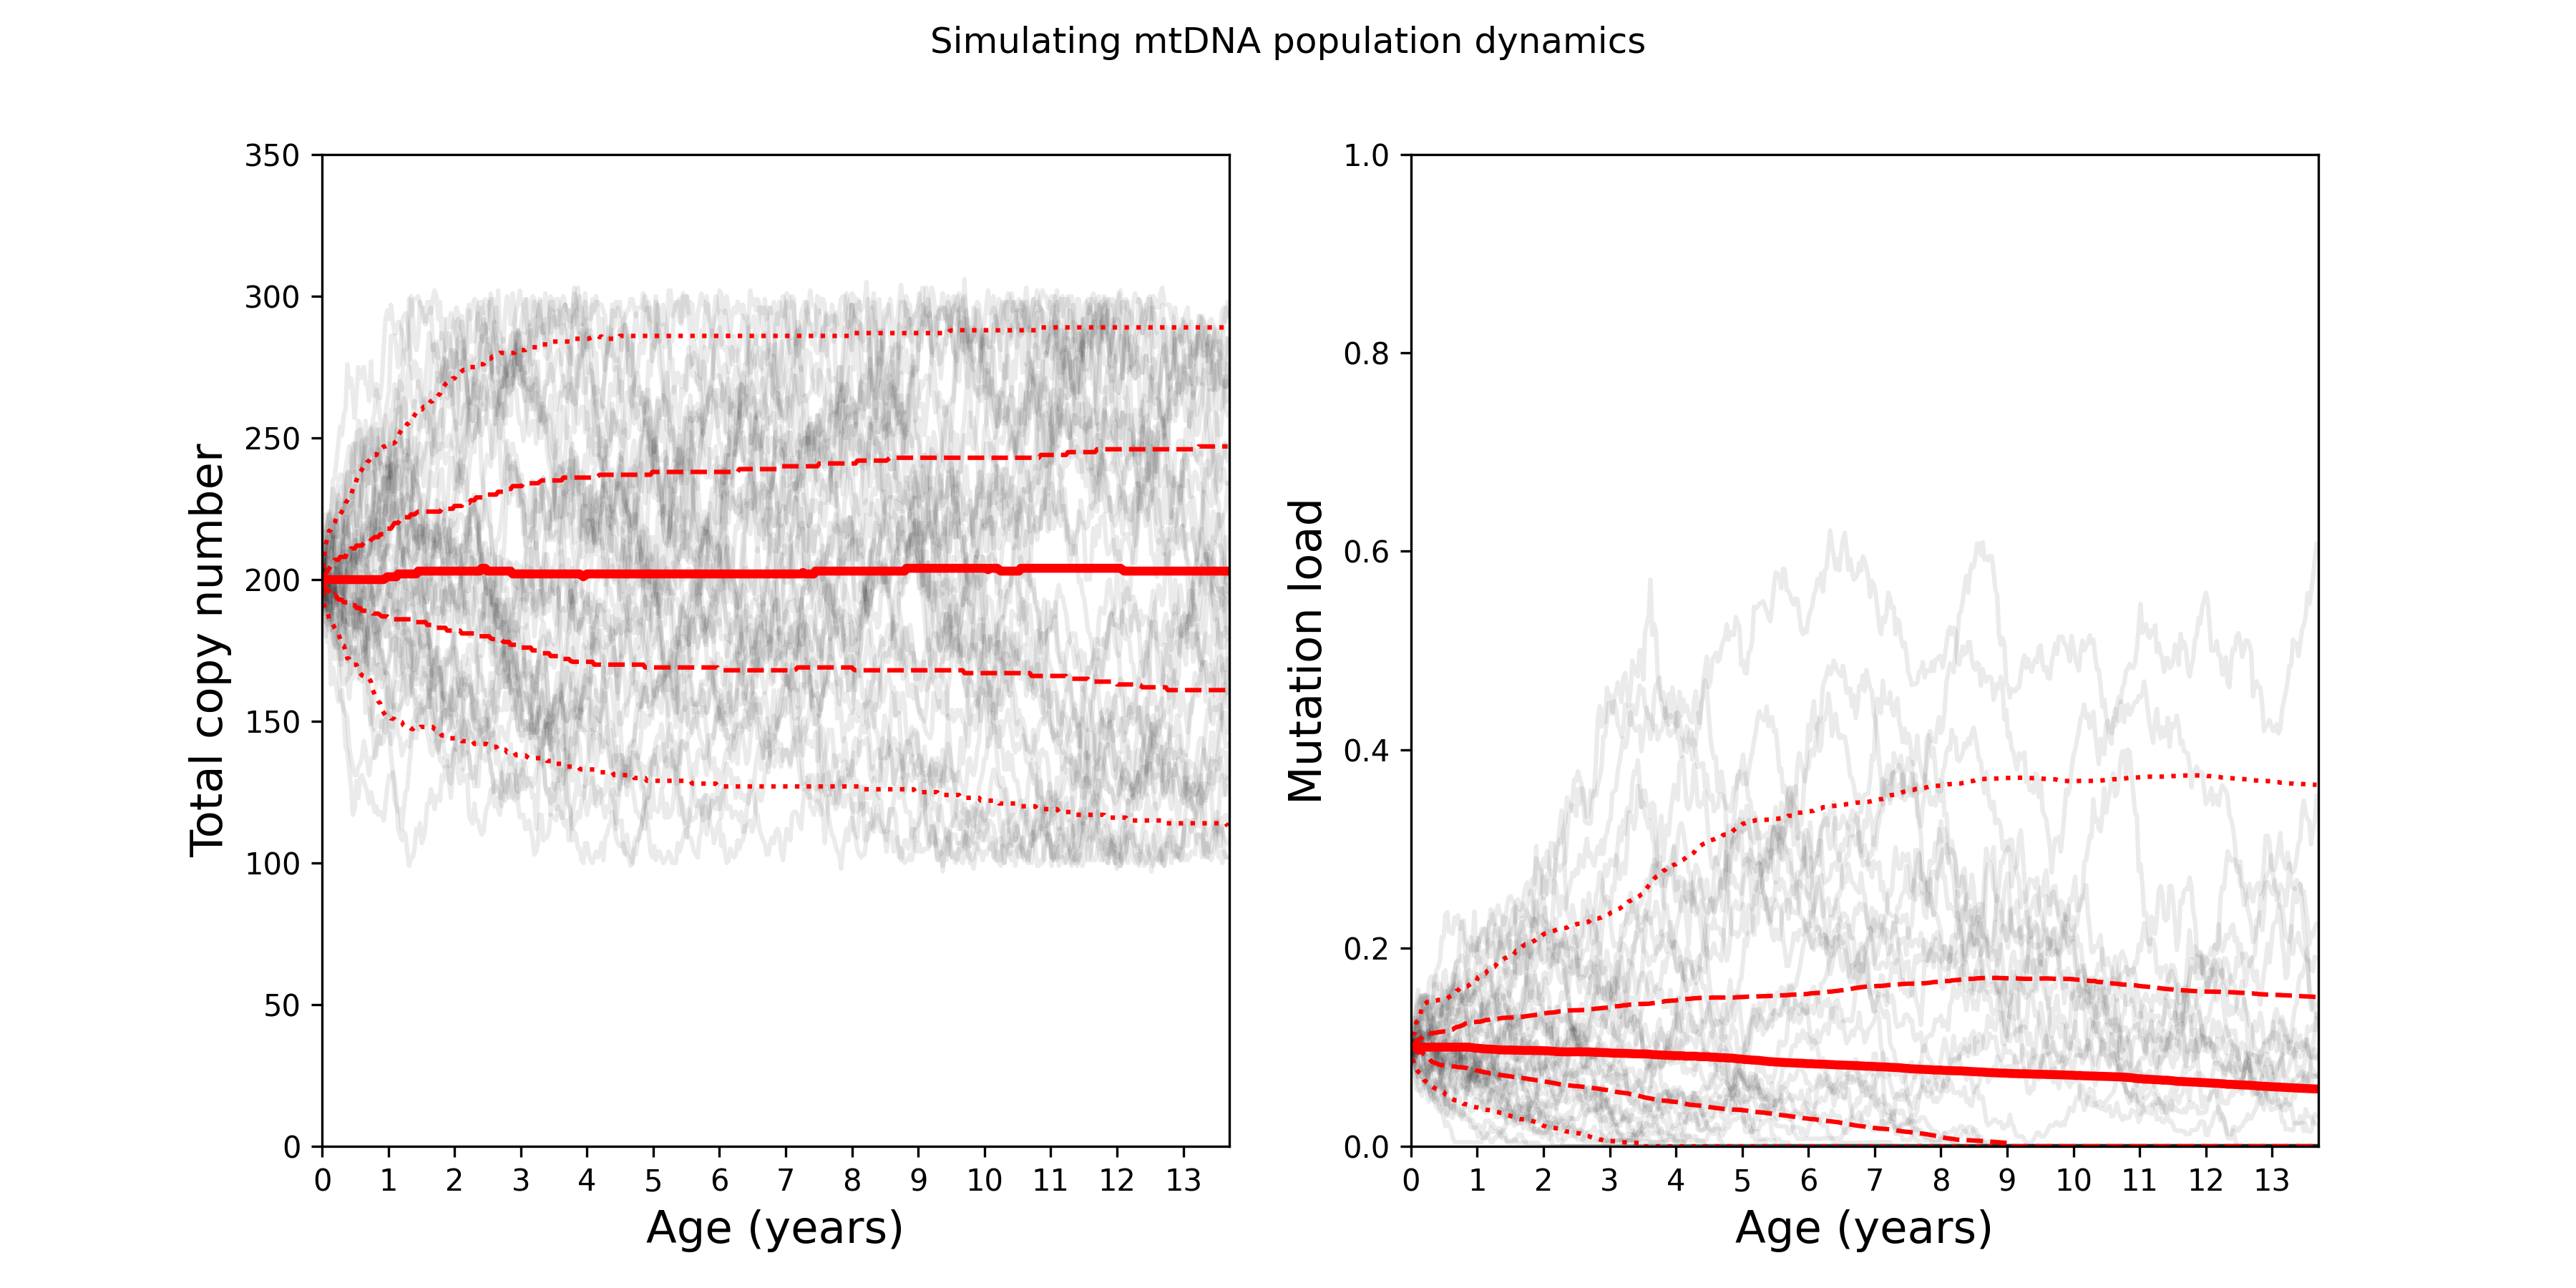 Simulating mtDNA population dynamics
Total copy number
350
300
250
200
150
100
50
0
0 1 2 3 4 5 6 7 8 9 10 11 12 13
Age (years)
Mutation load
1.0
0.8
0.6
0.4
0.2
0.0
0 1 2 3 4 5 6 7 8 9 10 11 12 13
Age (years)